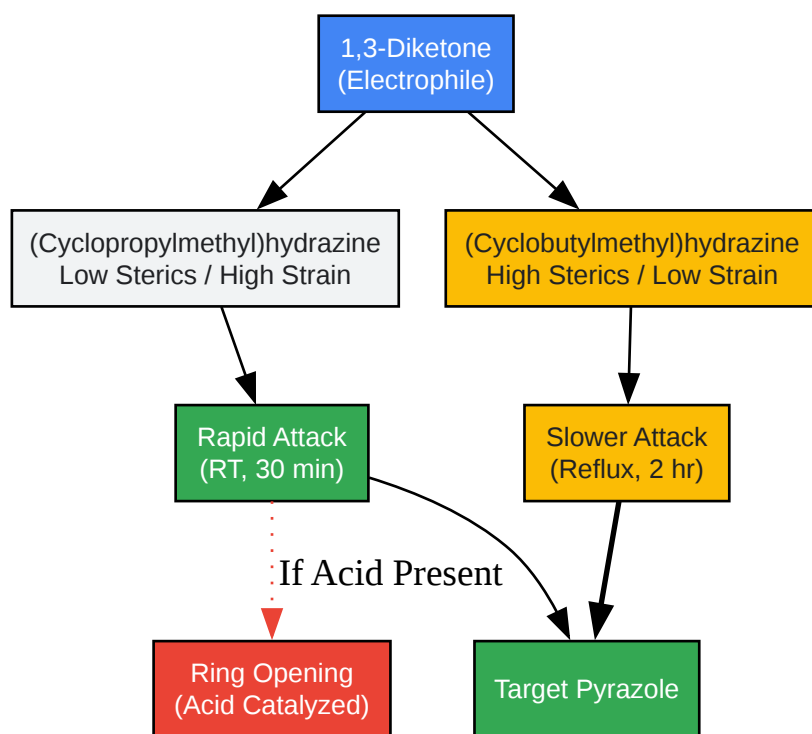 1,3-Diketone
(Electrophile)
(Cyclopropylmethyl)hydrazine
Low Sterics / High Strain
(Cyclobutylmethyl)hydrazine
High Sterics / Low Strain
Rapid Attack
(RT, 30 min)
Slower Attack
(Reflux, 2 hr)
If Acid Present
Ring Opening
(Acid Catalyzed)
Target Pyrazole